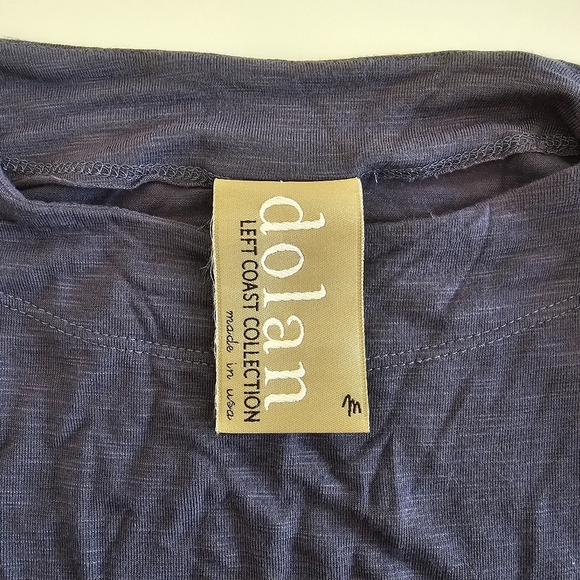 dolan
LEFT COAST COLLECTION
made in usa
m